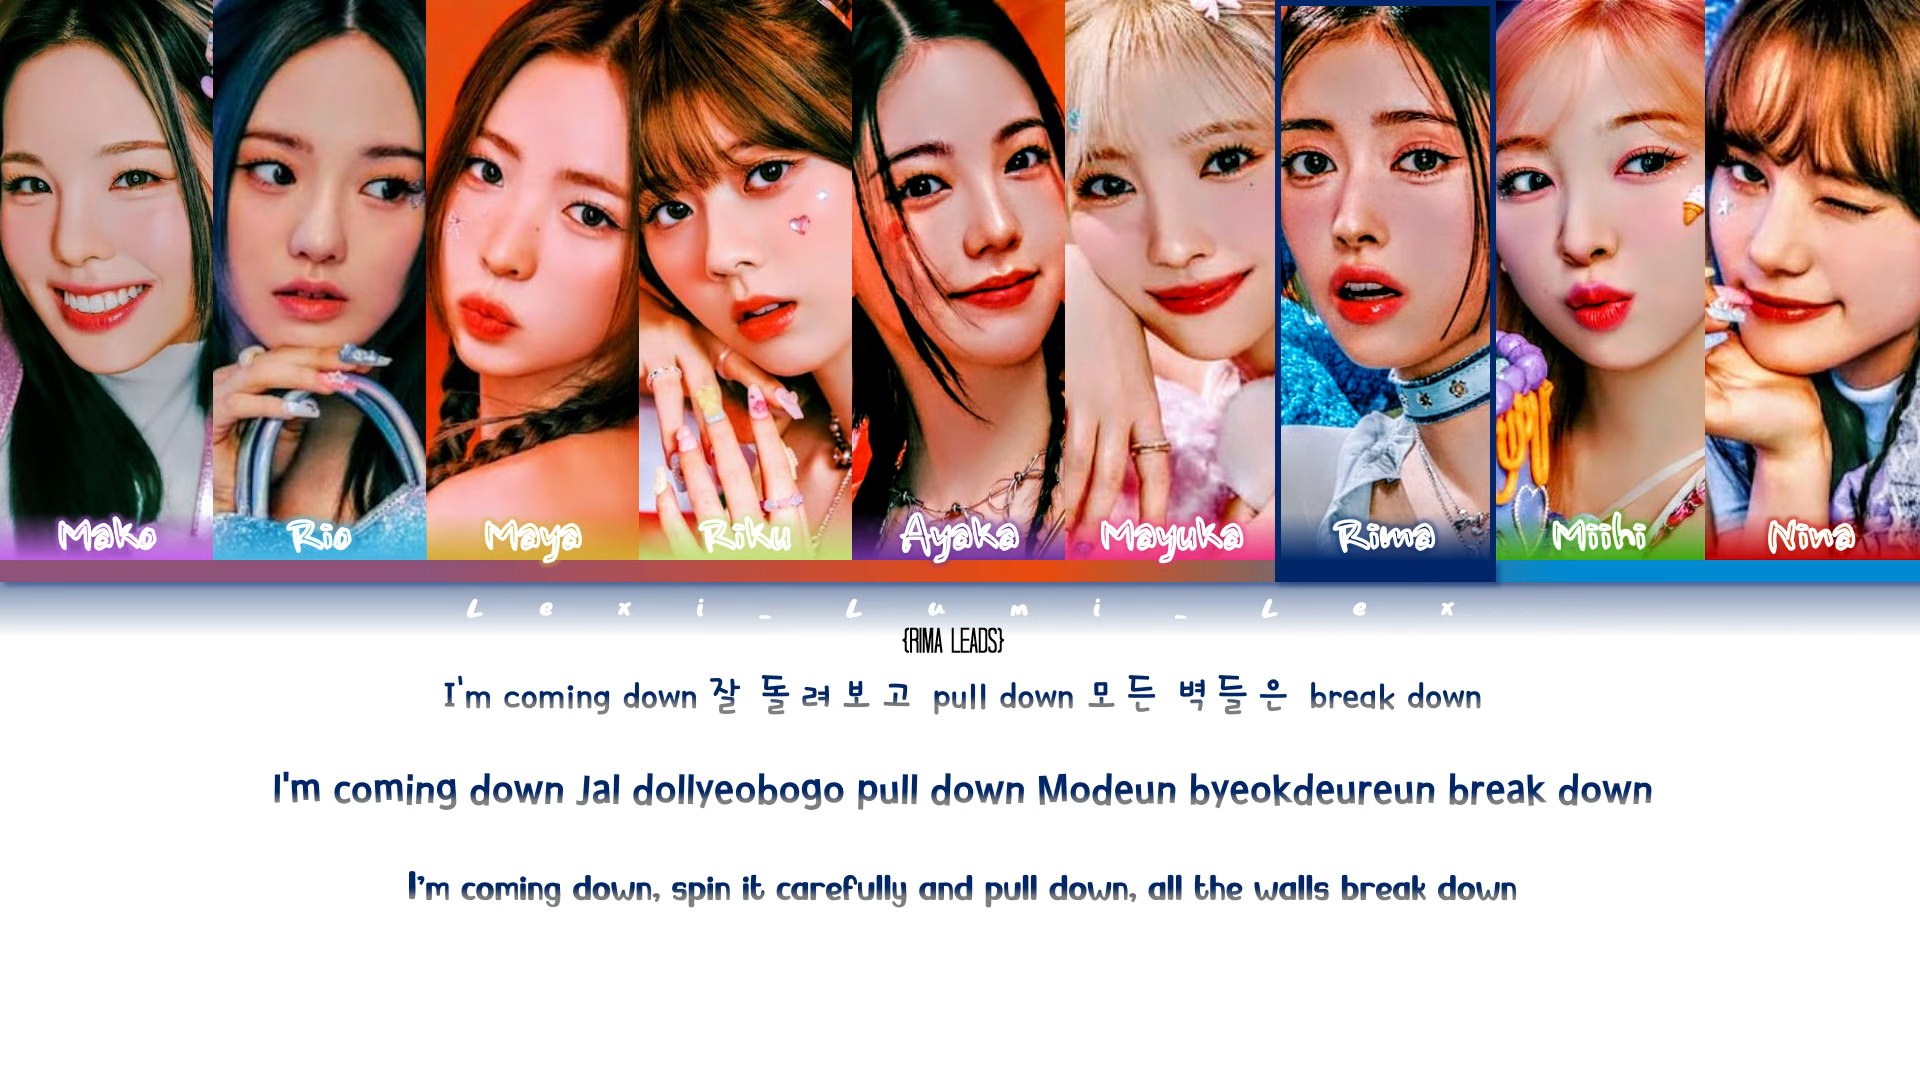 Mako Rio Maya Riku Ayaka Mayuka Rima Miihi Nina
Lexi_Lumi_Lex
{RIMA LEADS}
I'm coming down 잘 돌려보고 pull down 모든 벽들은 break down
I'm coming down Jal dollyeobogo pull down Modeun byeokdeureun break down
I'm coming down, spin it carefully and pull down, all the walls break down